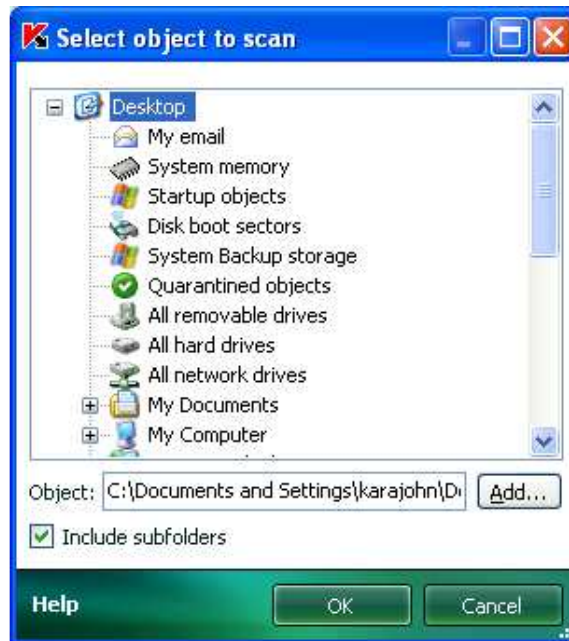 Select object to scan
Desktop
My email
System memory
Startup objects
Disk boot sectors
System Backup storage
Quarantined objects
All removable drives
All hard drives
All network drives
My Documents
My Computer
Object: C:\Documents and Settings\karajohn\D Add...
Include subfolders
Help OK Cancel